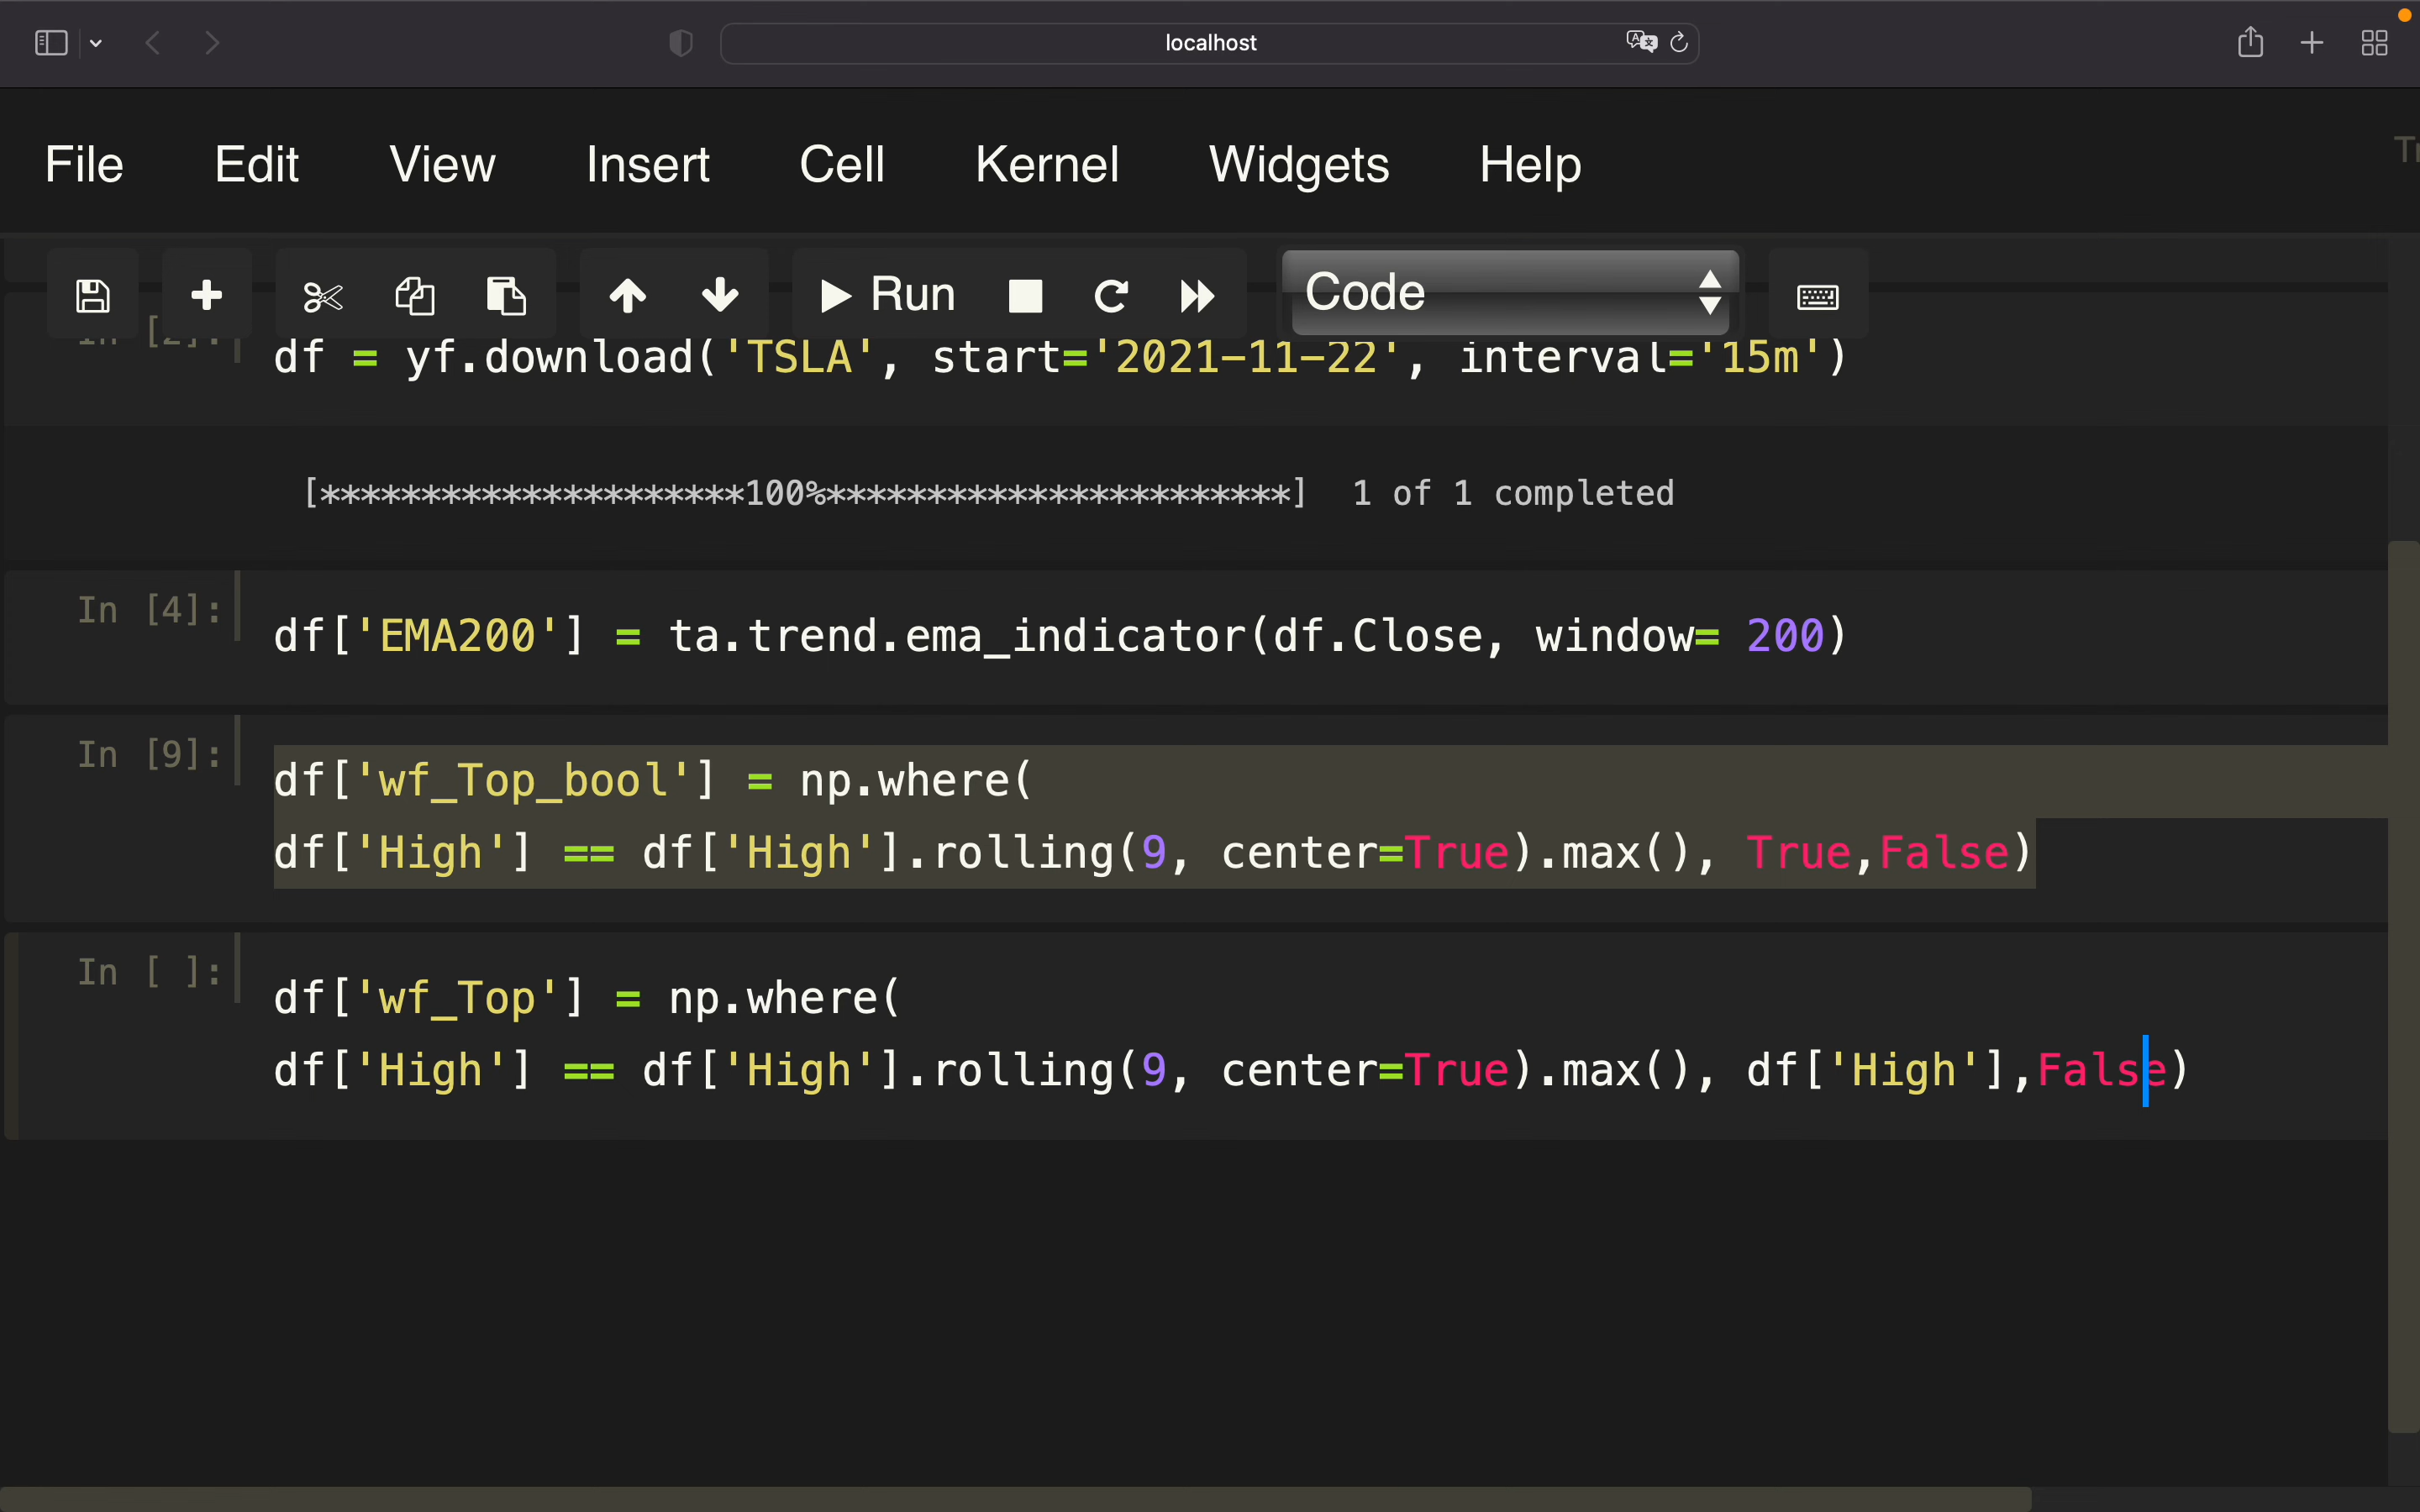 localhost
File Edit View Insert Cell Kernel Widgets Help
Run Code
In [2]: df = yf.download('TSLA', start='2021-11-22', interval='15m')
[*********************100%***********************] 1 of 1 completed
In [4]: df['EMA200'] = ta.trend.ema_indicator(df.Close, window= 200)
In [9]: df['wf_Top_bool'] = np.where(
df['High'] == df['High'].rolling(9, center=True).max(), True,False)
In [ ]: df['wf_Top'] = np.where(
df['High'] == df['High'].rolling(9, center=True).max(), df['High'],False)